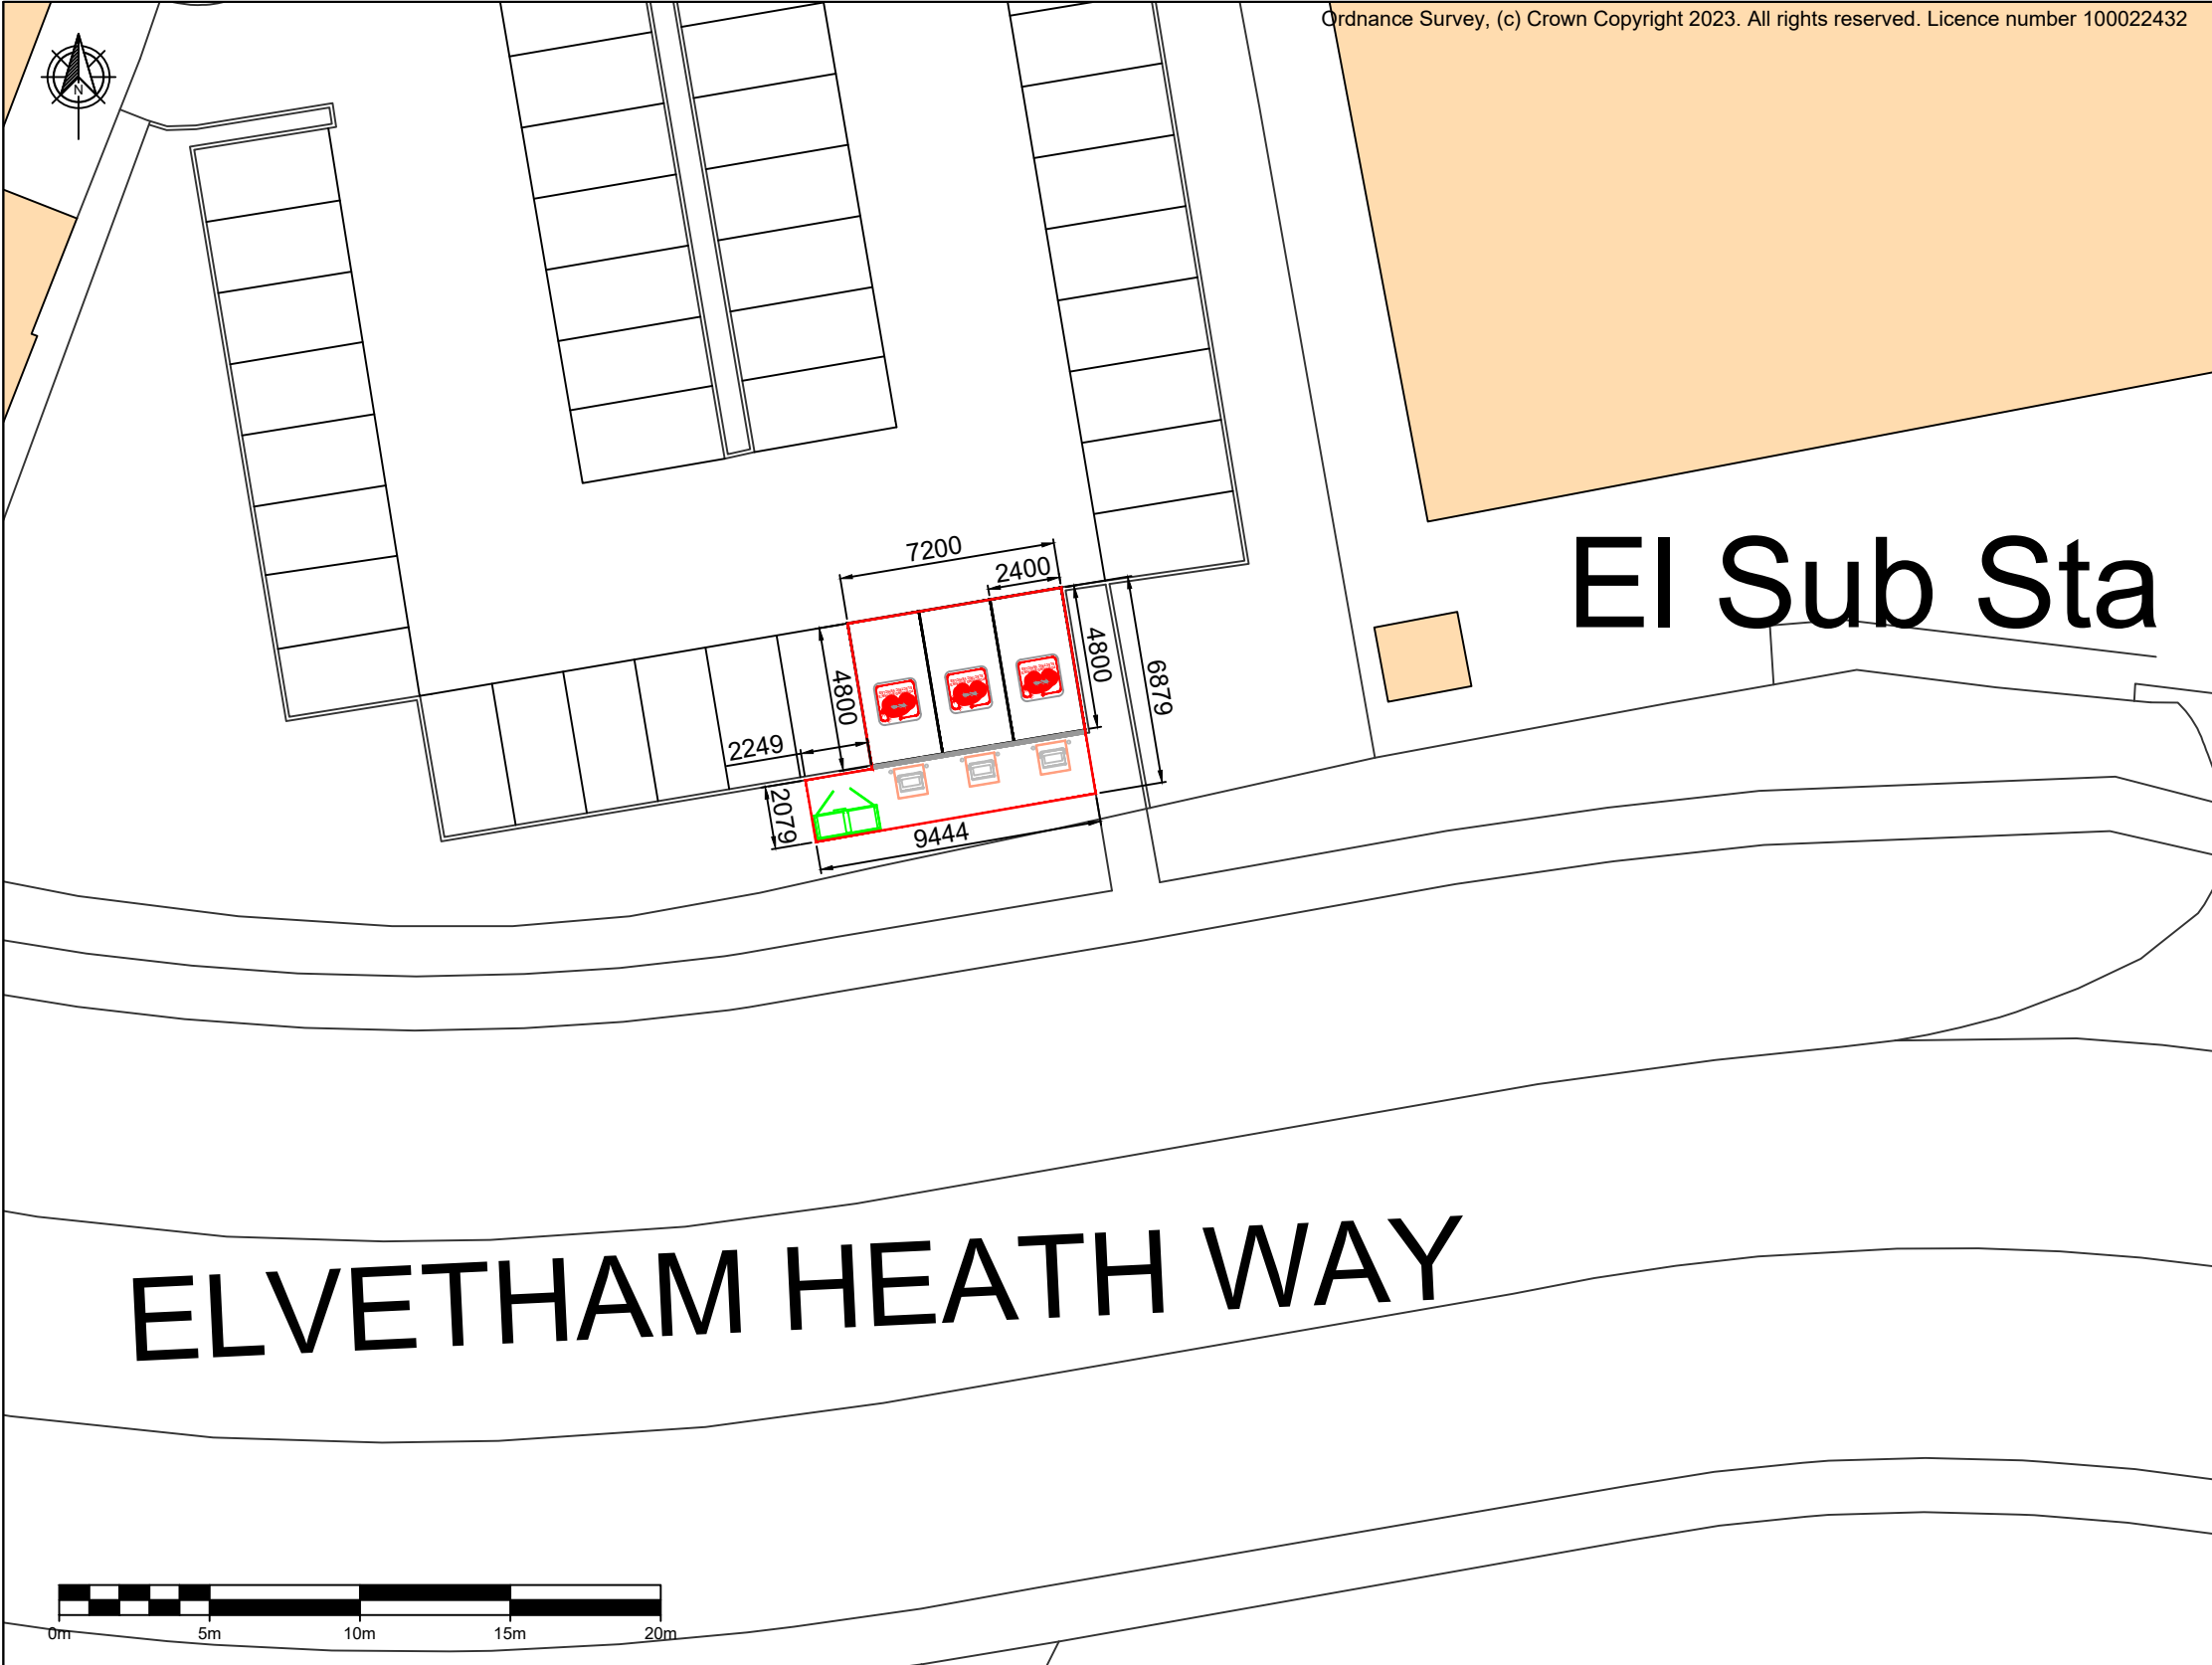 Ordnance Survey, (c) Crown Copyright 2023. All rights reserved. Licence number 100022432
N
7200
2400
El Sub Sta
4800
6879
4800
2249
2079
9444
ELVETHAM HEATH WAY
0m 5m 10m 15m 20m